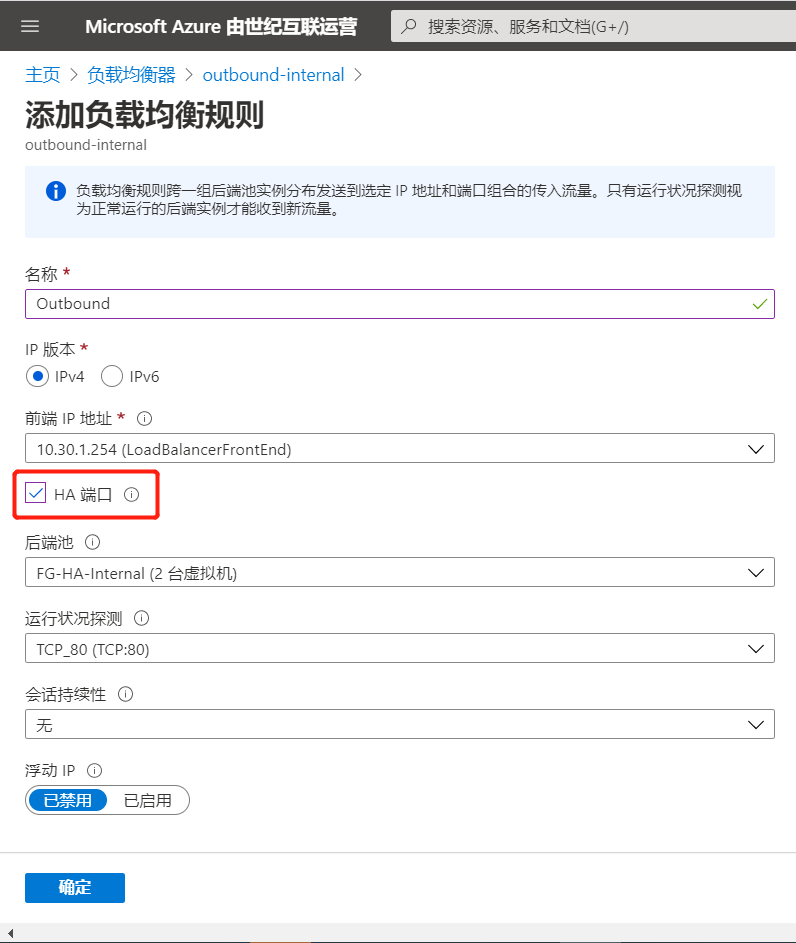 Microsoft Azure 由世纪互联运营
搜索资源、服务和文档(G+/)
主页 > 负载均衡器 > outbound-internal >
添加负载均衡规则
outbound-internal
负载均衡规则跨一组后端池实例分布发送到选定 IP 地址和端口组合的传入流量。只有运行状况探测视
为正常运行的后端实例才能收到新流量。
名称 *
Outbound
IP 版本 *
IPv4 IPv6
前端 IP 地址 *
10.30.1.254 (LoadBalancerFrontEnd)
HA 端口
后端池
FG-HA-Internal (2 台虚拟机)
运行状况探测
TCP_80 (TCP:80)
会话持续性
无
浮动 IP
已禁用 已启用
确定